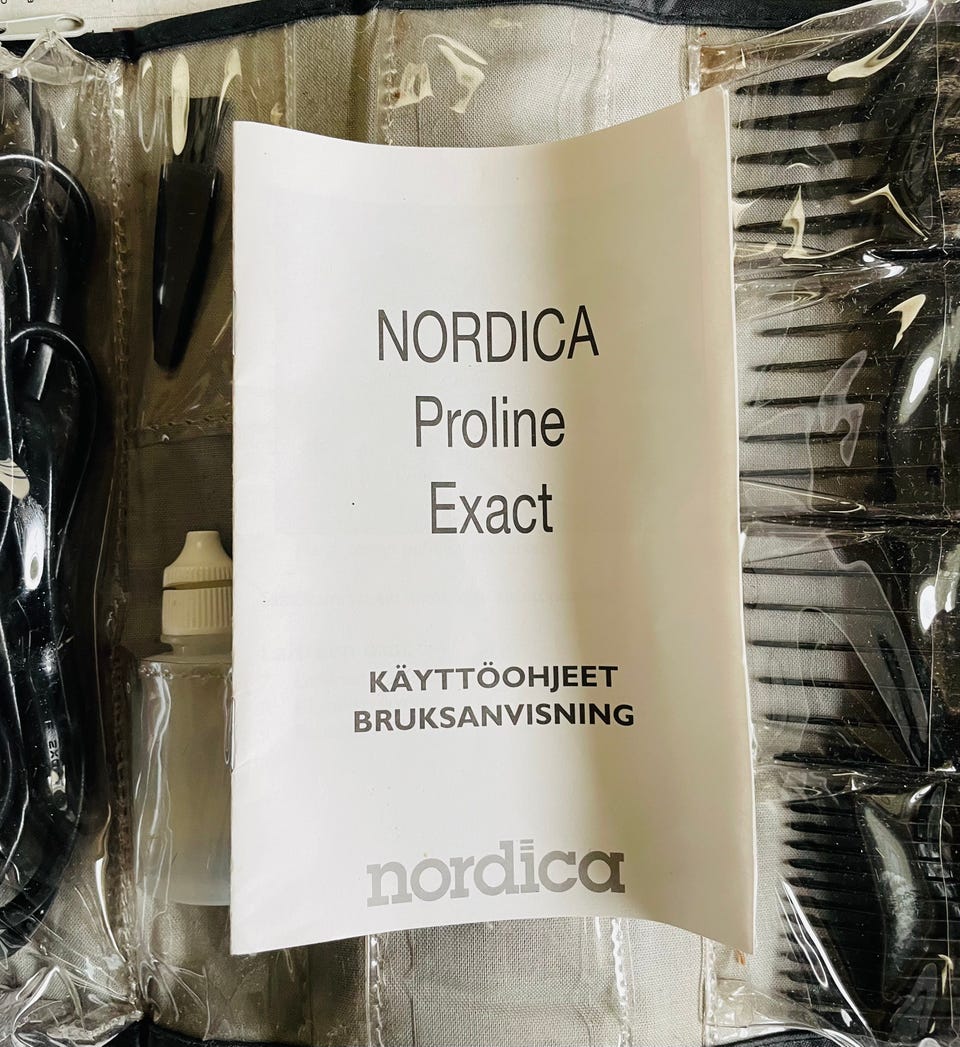 NORDICA
Proline
Exact
KÄYTTÖOHJEET
BRUKSANVISNING
nordica